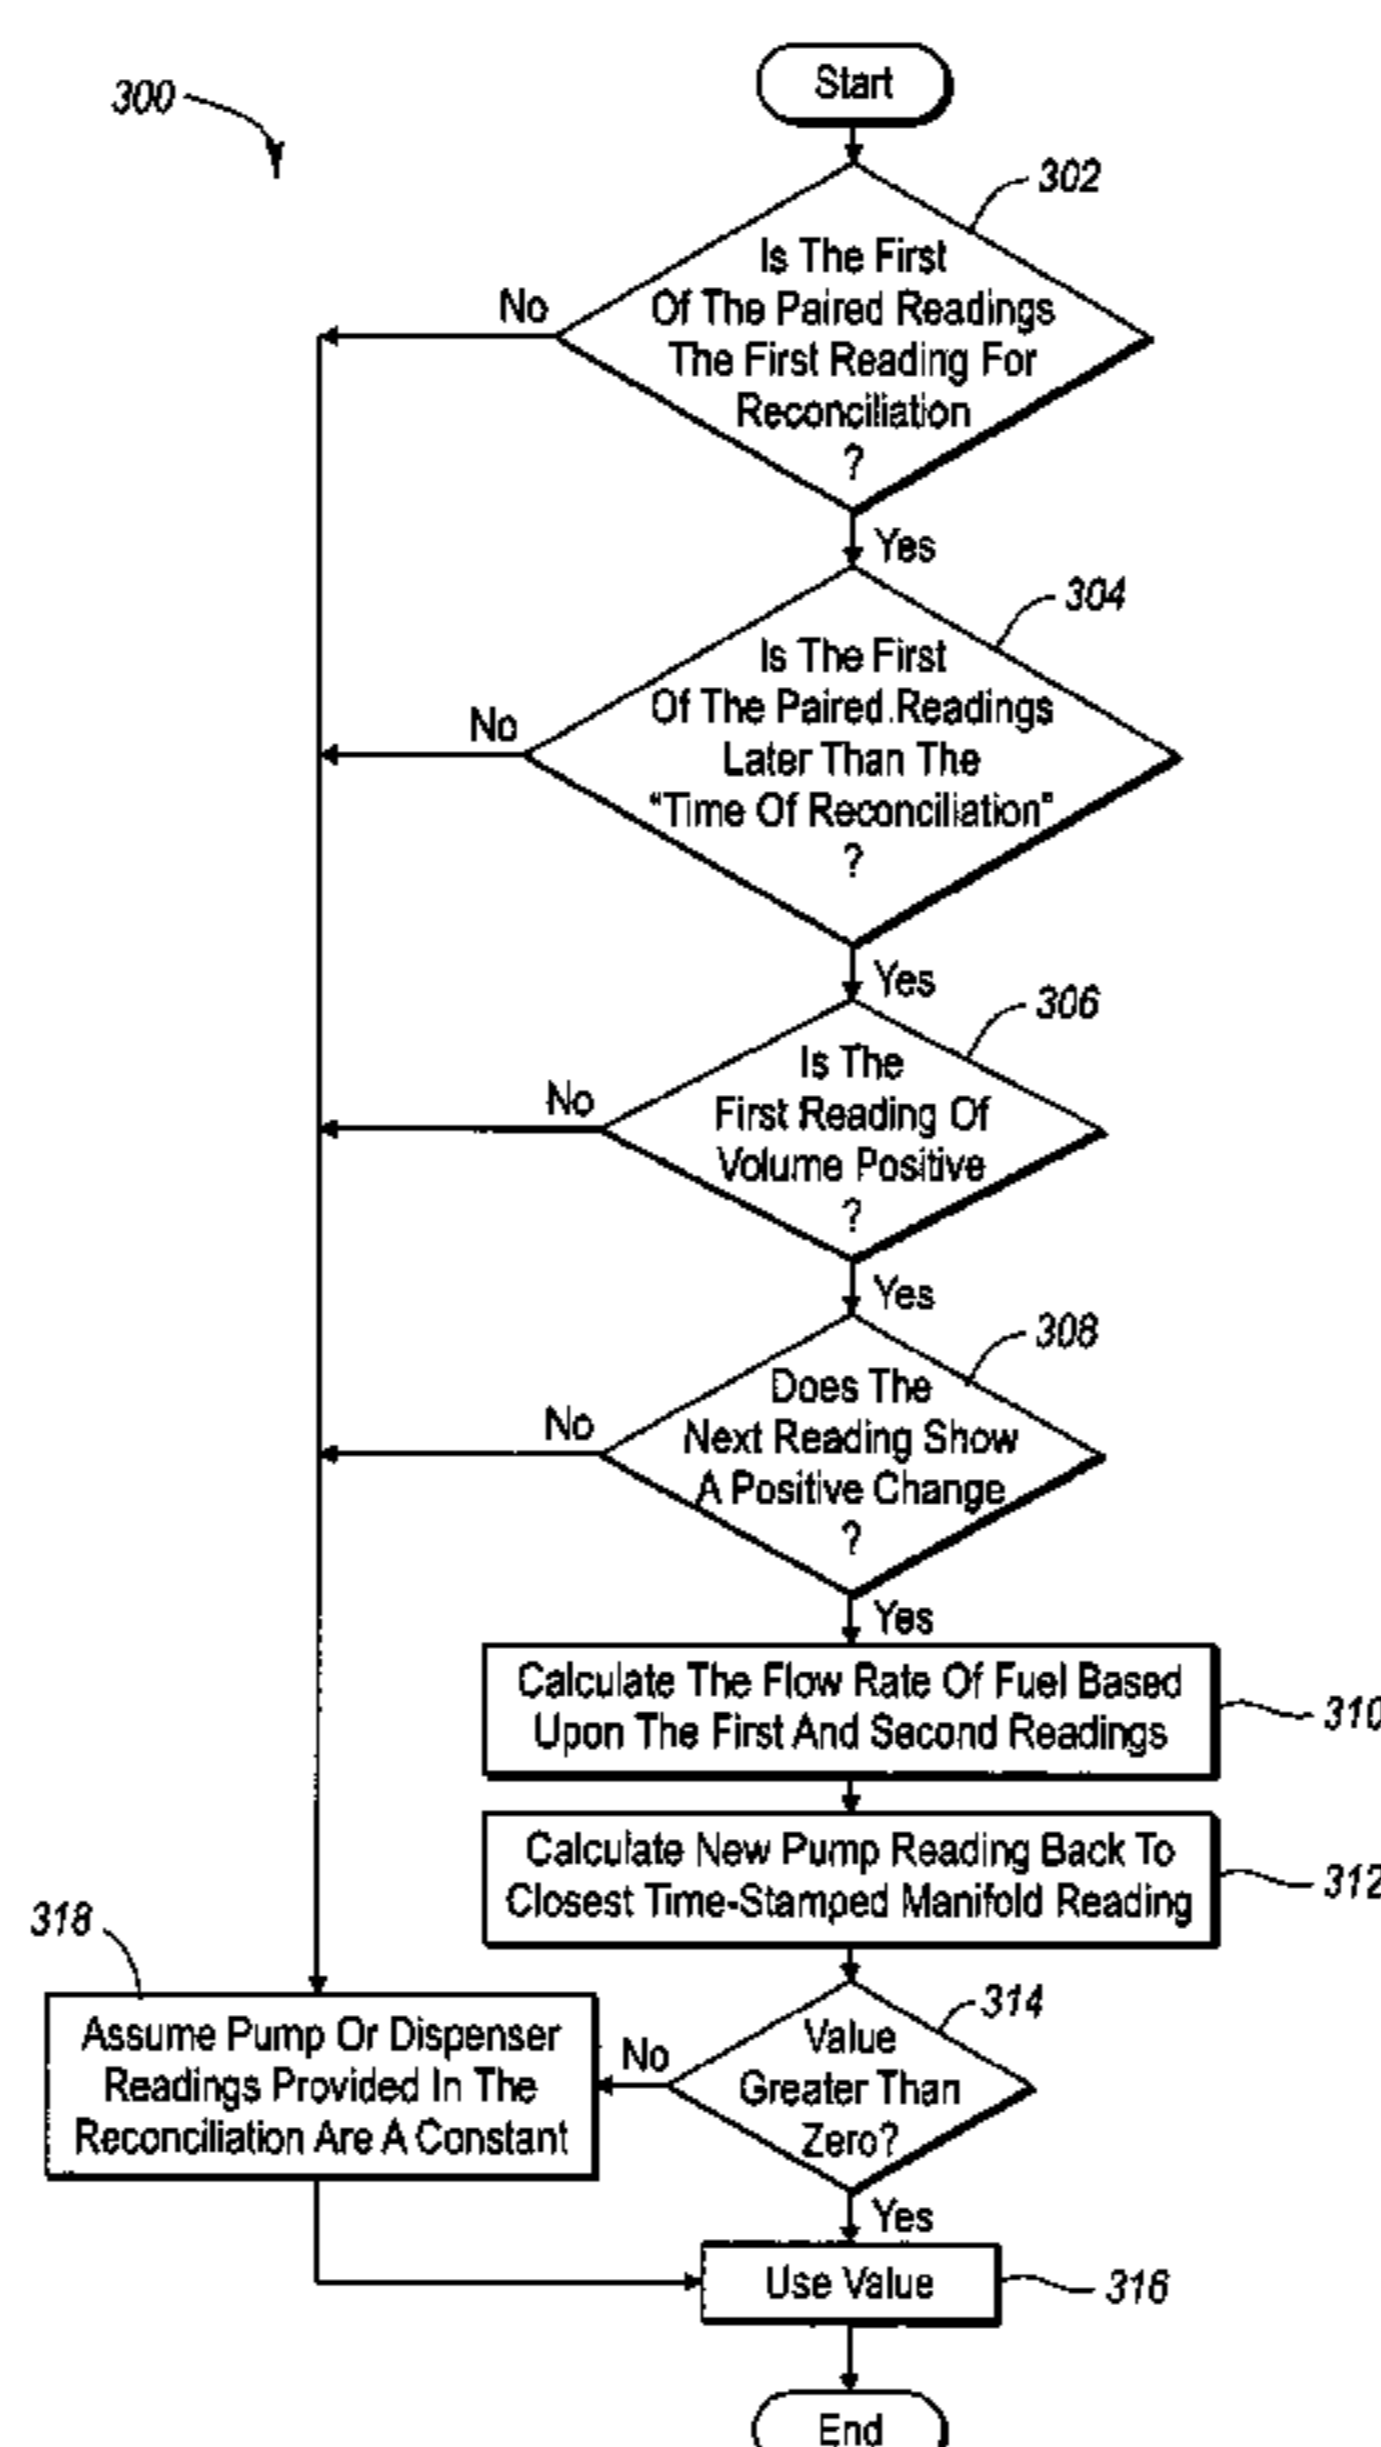 Start
300
302
Is The First
Of The Paired Readings
The First Reading For
Reconciliation
?
No
Yes
304
Is The First
Of The Paired.Readings
Later Than The
"Time Of Reconciliation"
?
No
Yes
306
Is The
First Reading Of
Volume Positive
?
No
Yes
308
Does The
Next Reading Show
A Positive Change
?
No
Yes
Calculate The Flow Rate Of Fuel Based
Upon The First And Second Readings
310
Calculate New Pump Reading Back To
Closest Time-Stamped Manifold Reading
312
318
Assume Pump Or Dispenser
Readings Provided In The
Reconciliation Are A Constant
No
314
Value
Greater Than
Zero?
Yes
Use Value
316
End